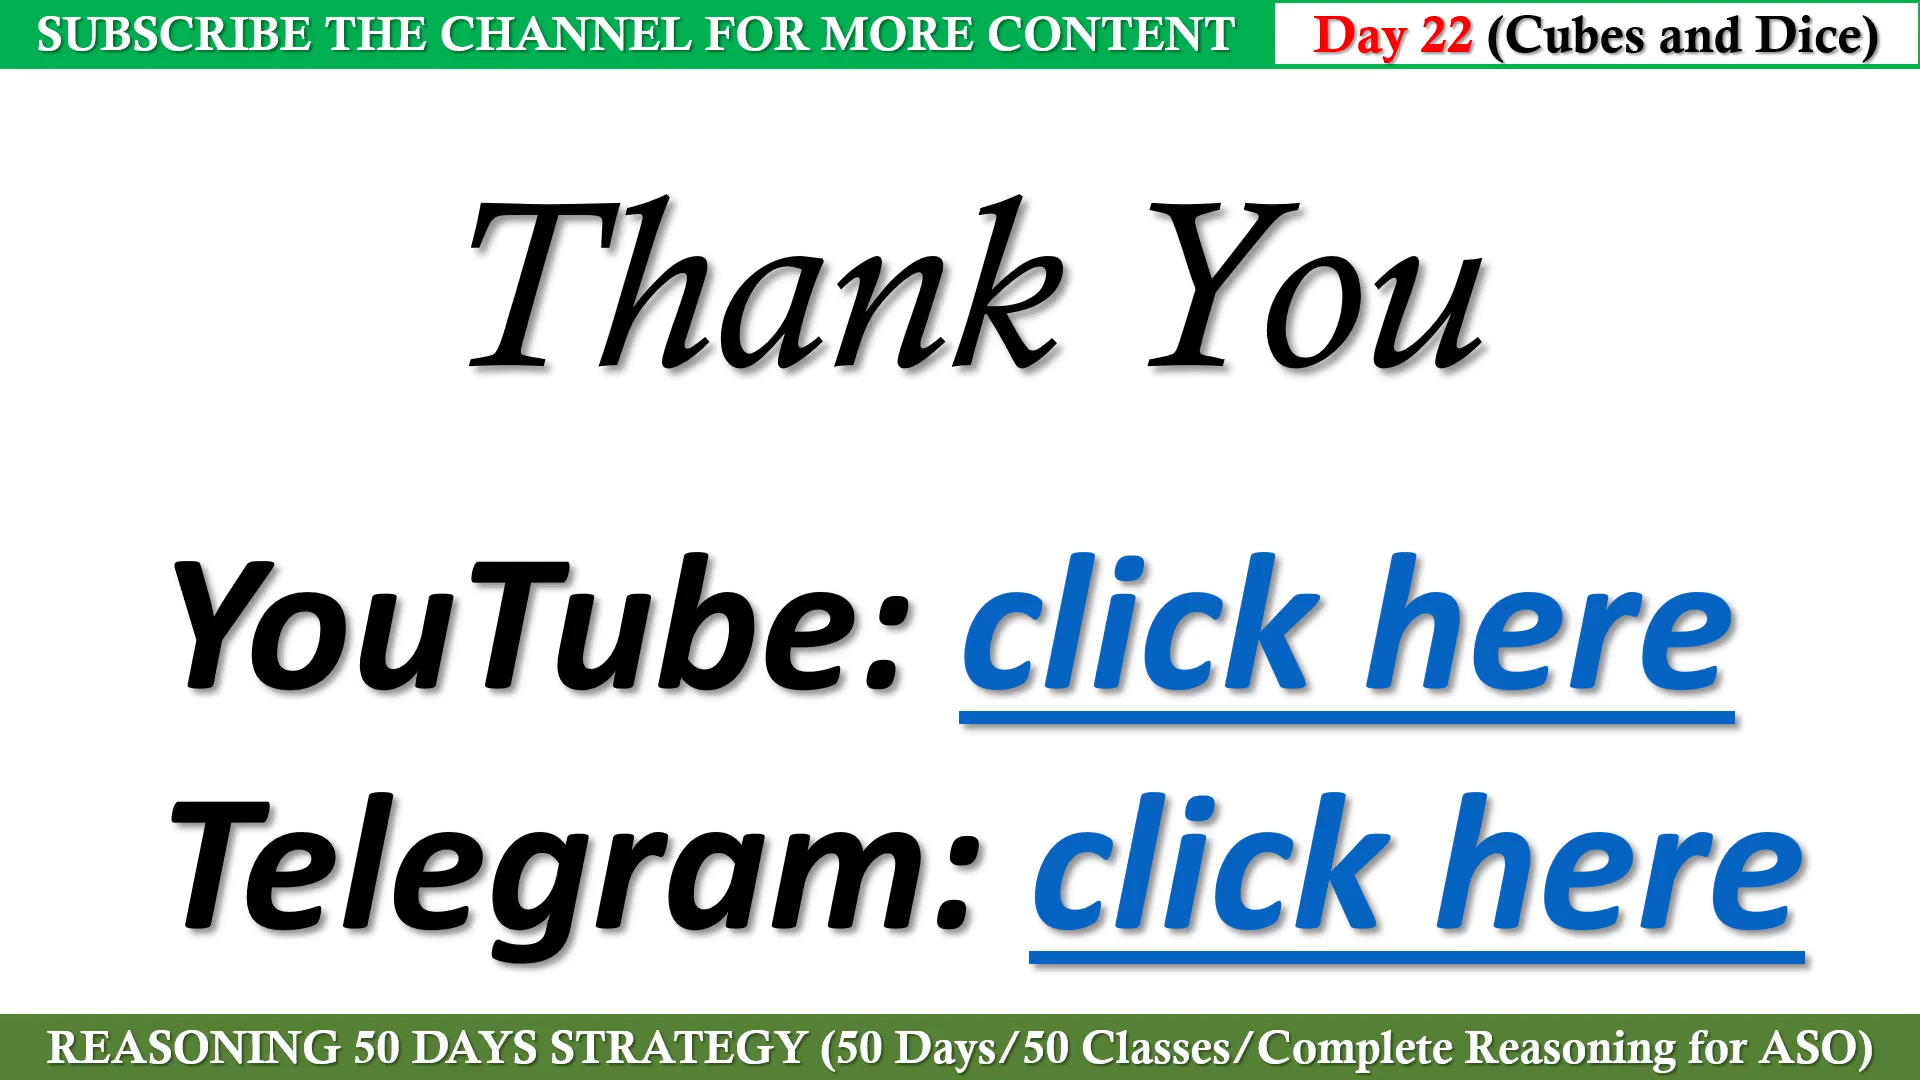 SUBSCRIBE THE CHANNEL FOR MORE CONTENT
Day 22 (Cubes and Dice)
Thank You
YouTube: click here
Telegram: click here
REASONING 50 DAYS STRATEGY (50 Days/50 Classes/Complete Reasoning for ASO)